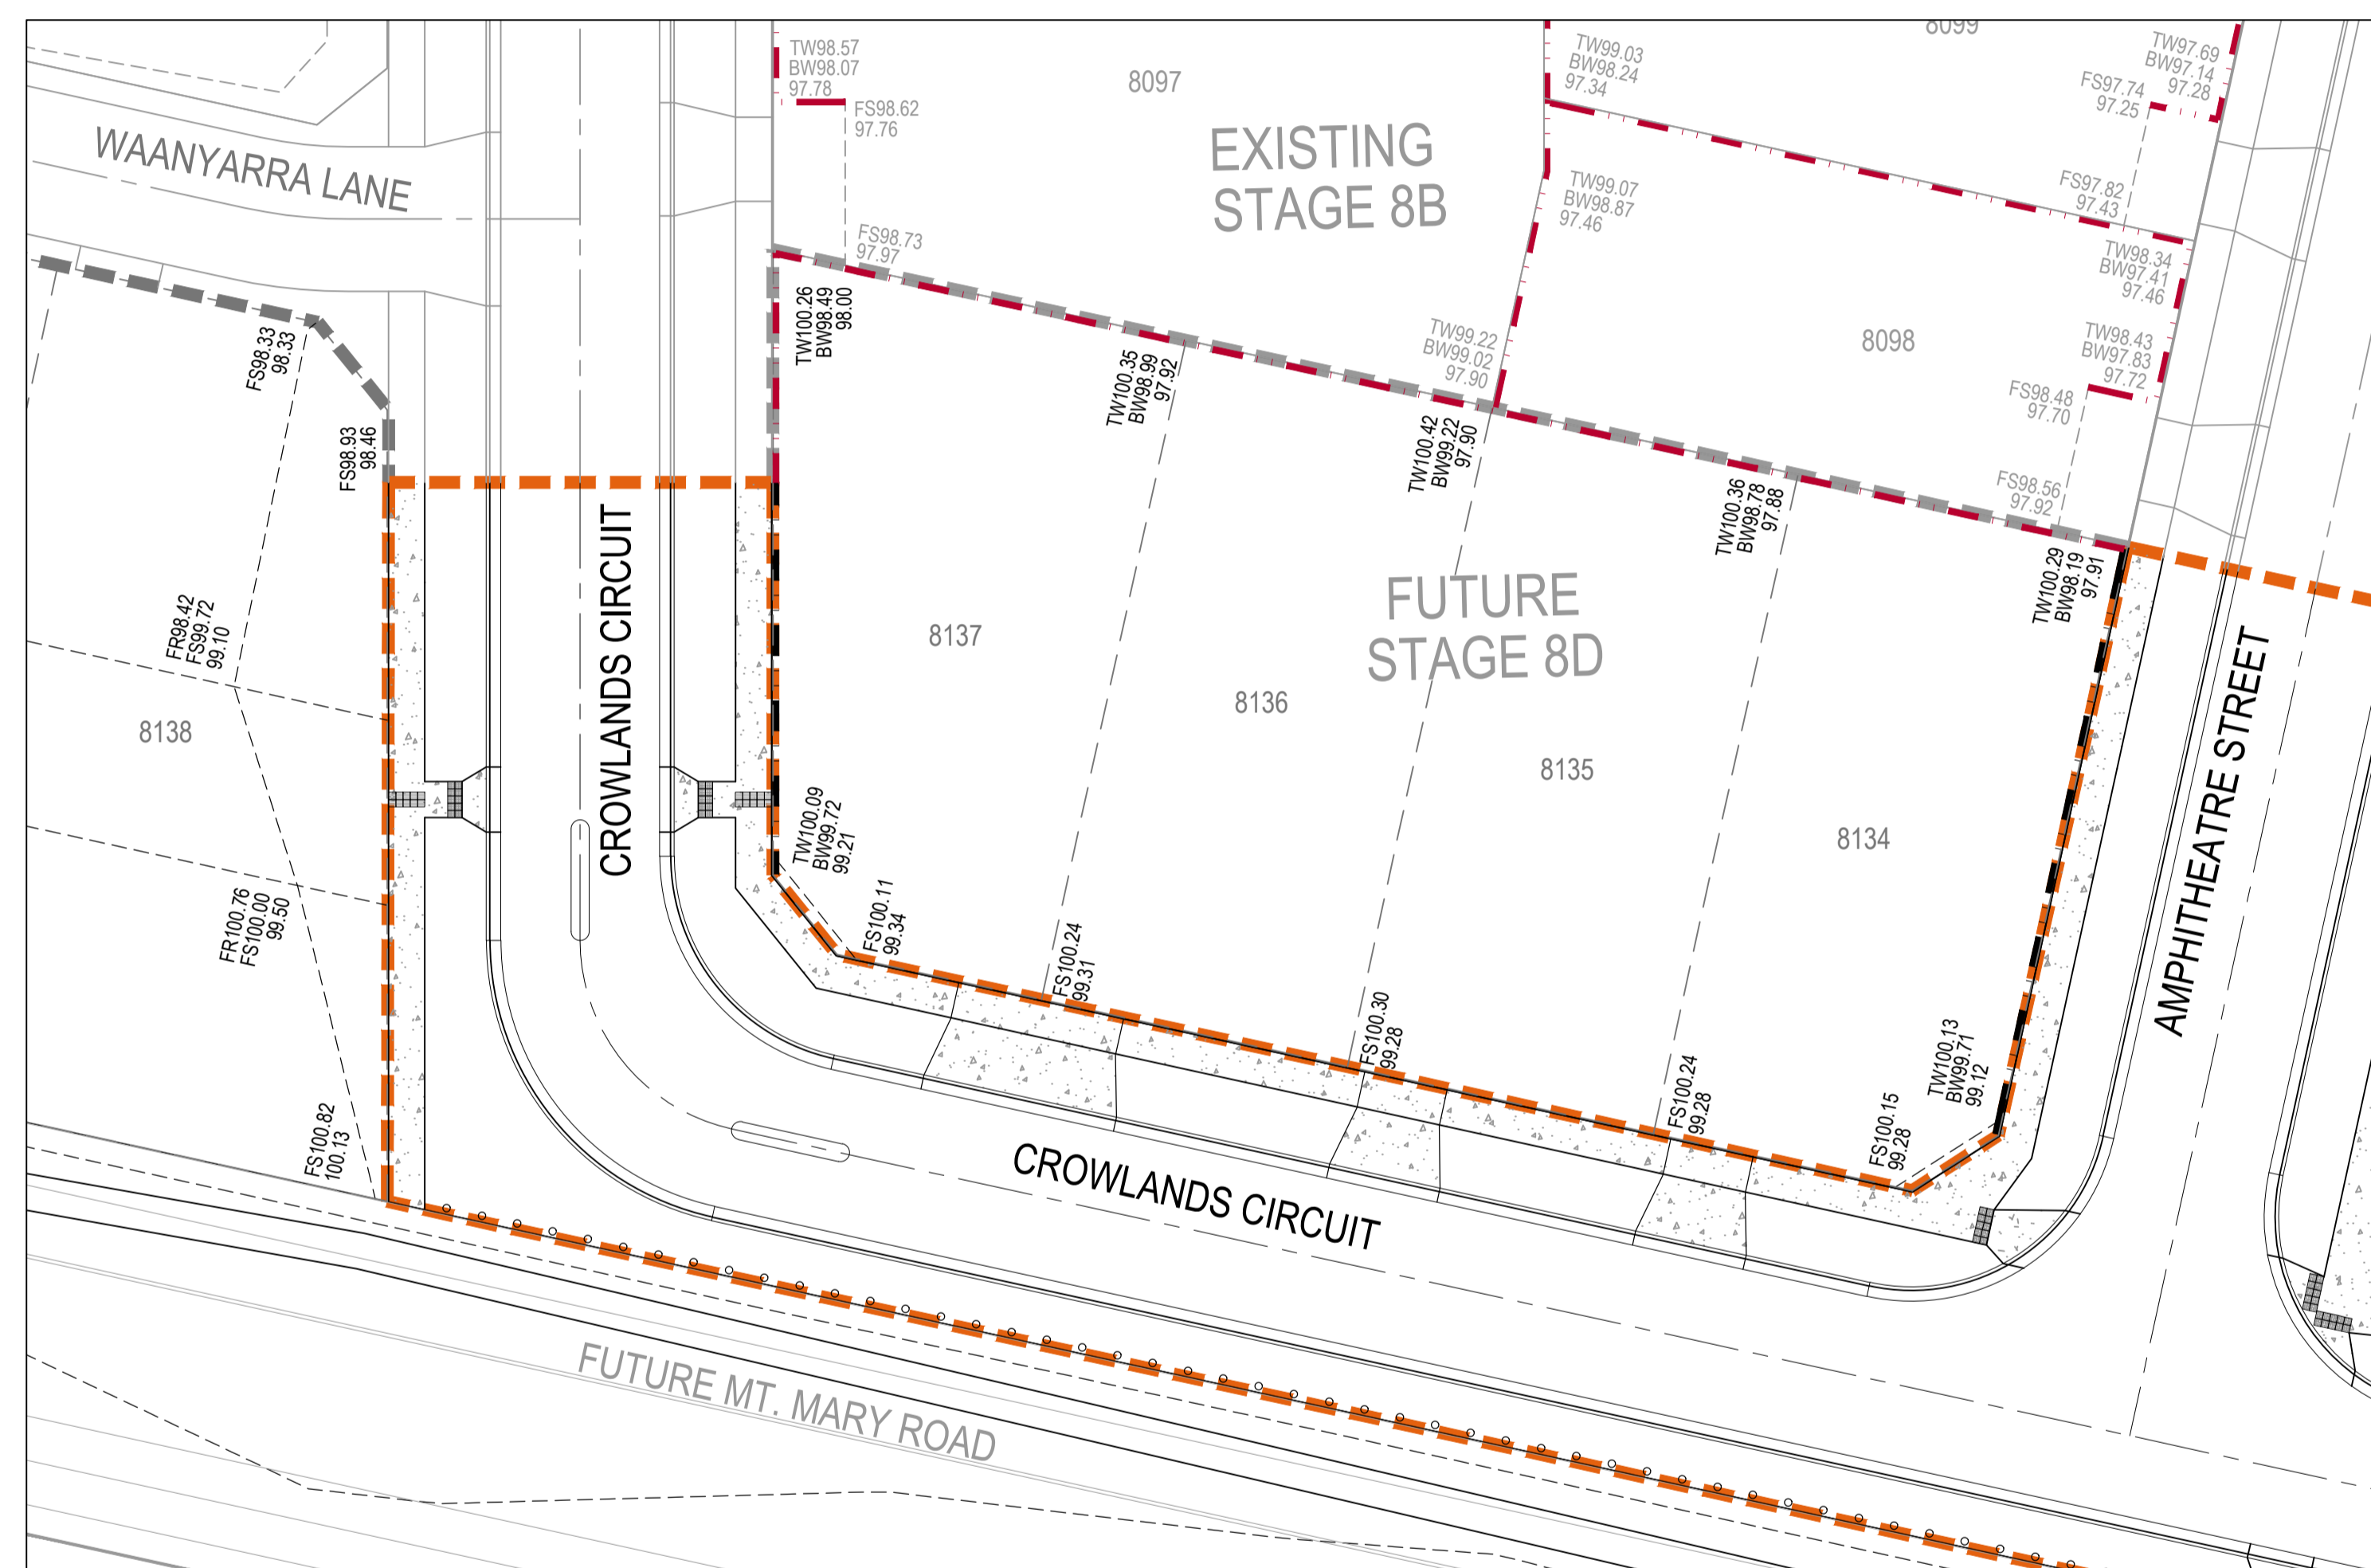 8099
TW98.57
BW98.07
97.78
FS98.62
97.76
8097
TW99.03
BW98.24
97.34
TW97.69
BW97.14
97.28
FS97.74
97.25
WAANYARRA LANE
EXISTING
STAGE 8B
TW99.07
BW98.87
97.46
FS97.82
97.43
FS98.73
97.97
TW98.34
BW97.41
97.46
TW100.26
BW98.49
98.00
FS98.33
98.33
TW100.35
BW98.99
97.92
TW99.22
BW99.02
97.90
8098
TW98.43
BW97.83
97.72
FS98.48
97.70
FS98.93
98.46
TW100.42
BW99.22
97.90
TW100.36
BW98.78
97.88
FS98.56
97.92
CROWLANDS CIRCUIT
FUTURE
STAGE 8D
TW100.29
BW98.19
97.91
FR98.42
FS99.72
99.10
8137
8136
8138
8135
8134
AMPHITHEATRE STREET
TW100.09
BW99.72
99.21
FS100.11
99.34
FR100.76
FS100.00
99.50
FS100.24
99.31
FS100.30
99.28
FS100.24
99.28
TW100.13
BW99.71
99.12
FS100.15
99.28
FS100.82
100.13
CROWLANDS CIRCUIT
FUTURE MT. MARY ROAD